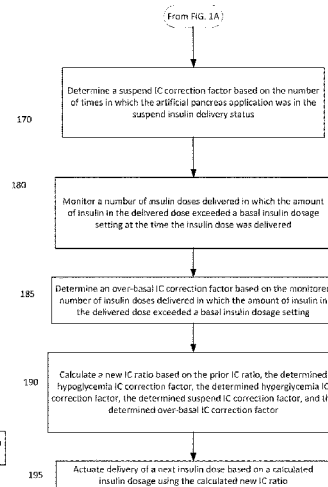 From FIG. 1A
170
Determine a suspend IC correction factor based on the number
of times in which the artificial pancreas application was in the
suspend insulin delivery status
180
Monitor a number of insulin doses delivered in which the amount
of insulin in the delivered dose exceeded a basal insulin dosage
setting at the time the insulin dose was delivered
185
Determine an over-basal IC correction factor based on the monitored
number of insulin doses delivered in which the amount of insulin in
the delivered dose exceeded a basal insulin dosage setting
190
Calculate a new IC ratio based on the prior IC ratio, the determined
hypoglycemia IC correction factor, the determined hyperglycemia IC
correction factor, the determined suspend IC correction factor, and the
determined over-basal IC correction factor
195
Actuate delivery of a next insulin dose based on a calculated
insulin dosage using the calculated new IC ratio